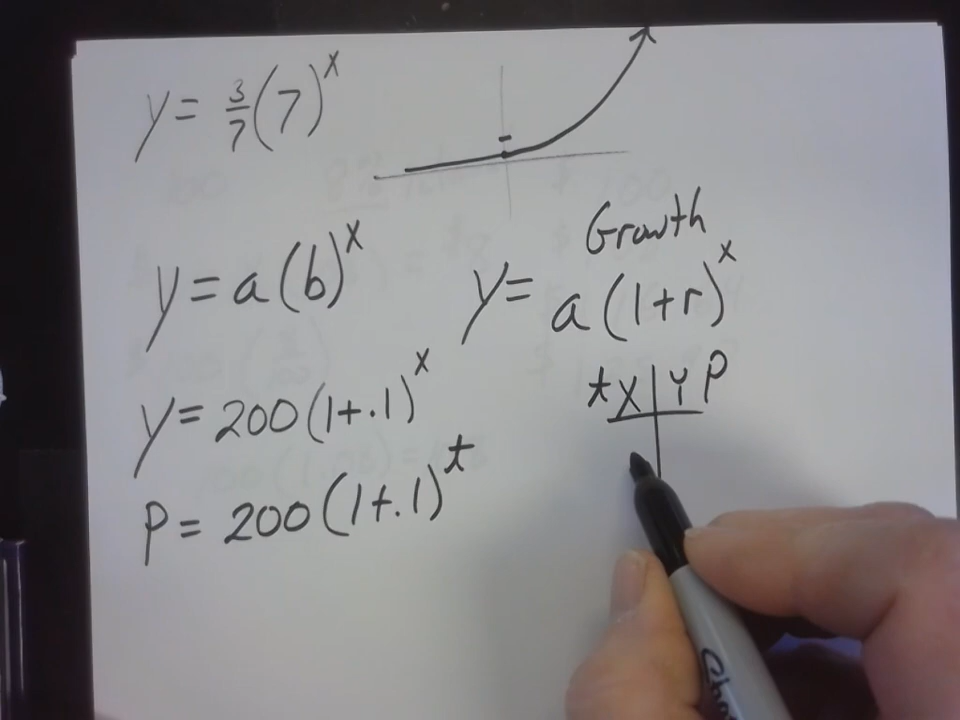 y = 3/7 (7)^x
y = a(b)^x
Growth
y = a(1+r)^x
y = 200(1+.1)^x
t x | y P
P = 200(1+.1)^t